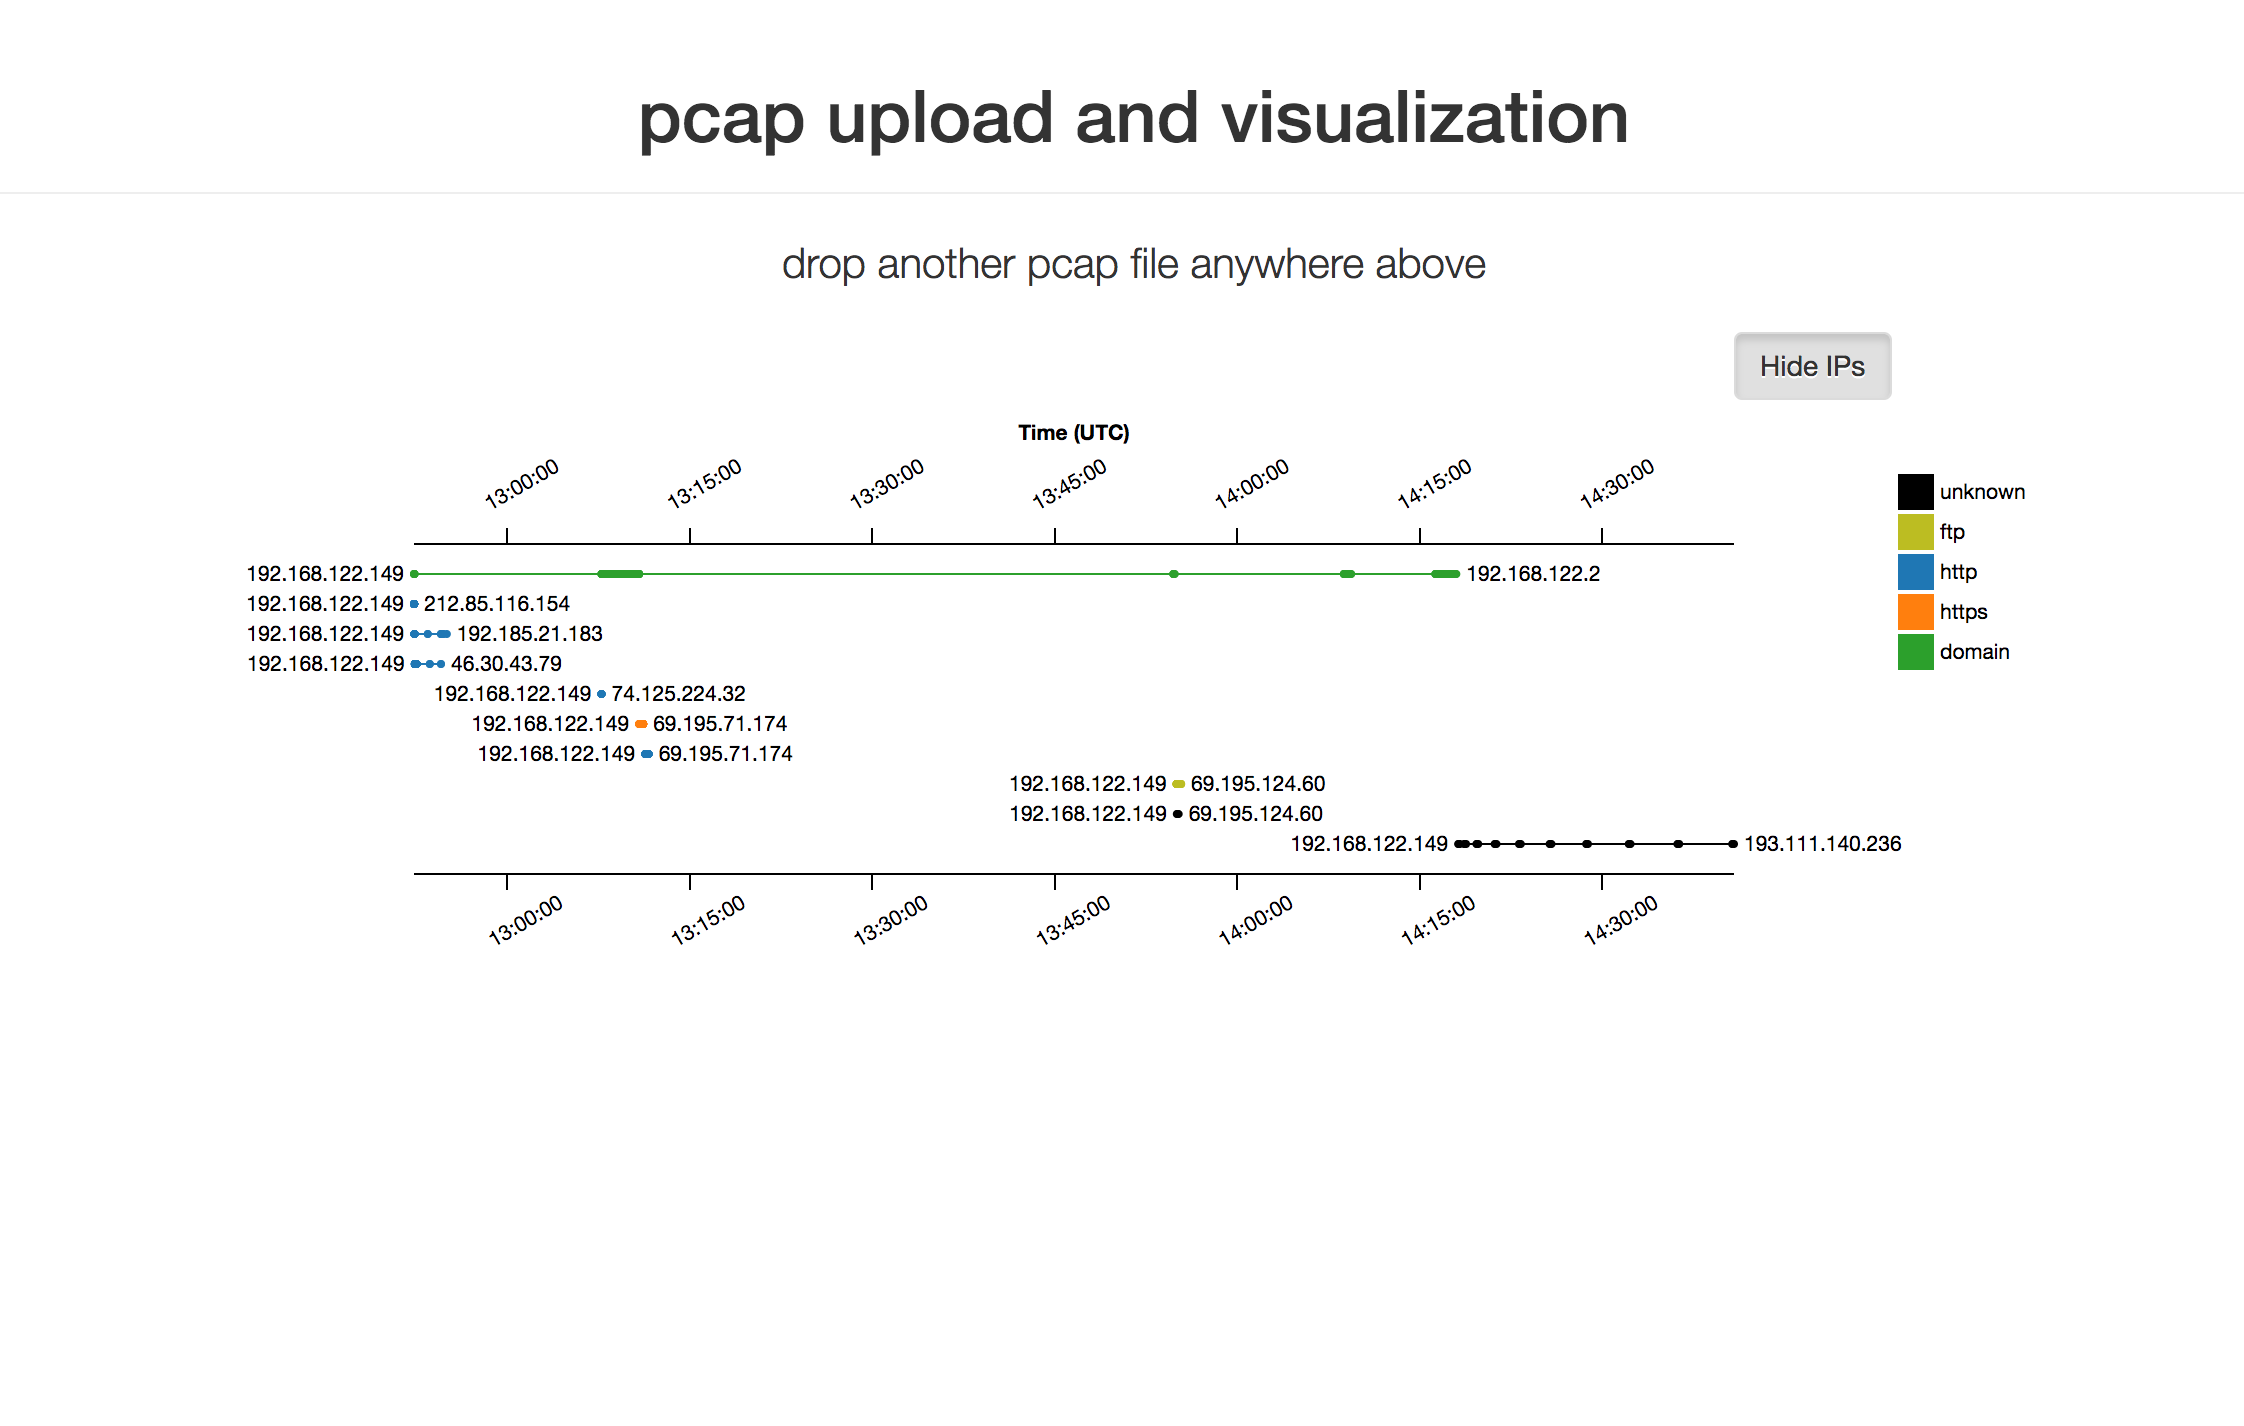 pcap upload and visualization
drop another pcap file anywhere above
Hide IPs
Time (UTC)
13:00:00 13:15:00 13:30:00 13:45:00 14:00:00 14:15:00 14:30:00
unknown
ftp
http
https
domain
192.168.122.149 192.168.122.2
192.168.122.149 212.85.116.154
192.168.122.149 192.185.21.183
192.168.122.149 46.30.43.79
192.168.122.149 74.125.224.32
192.168.122.149 69.195.71.174
192.168.122.149 69.195.71.174
192.168.122.149 69.195.124.60
192.168.122.149 69.195.124.60
192.168.122.149 193.111.140.236
13:00:00 13:15:00 13:30:00 13:45:00 14:00:00 14:15:00 14:30:00